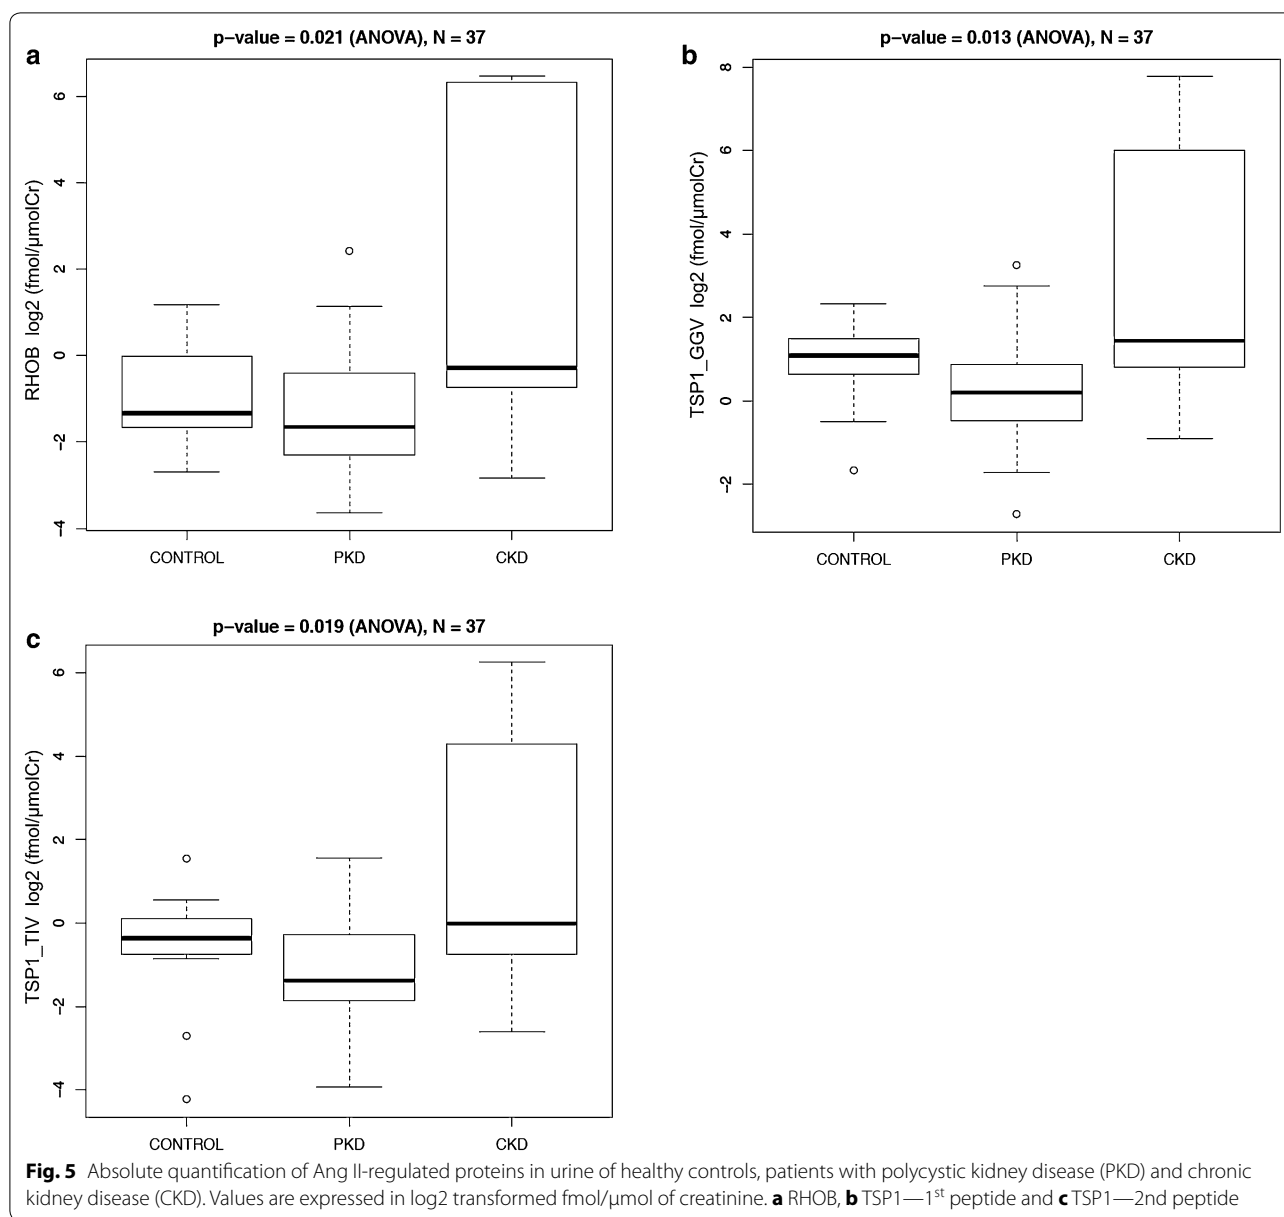 a
p−value = 0.021 (ANOVA), N = 37
RHOB log2 (fmol/µmolCr)
6
4
2
0
−2
−4
CONTROL PKD CKD
b
p−value = 0.013 (ANOVA), N = 37
TSP1_GGV log2 (fmol/µmolCr)
8
6
4
2
0
−2
CONTROL PKD CKD
c
p−value = 0.019 (ANOVA), N = 37
TSP1_TIV log2 (fmol/µmolCr)
6
4
2
0
−2
−4
CONTROL PKD CKD
Fig. 5 Absolute quantification of Ang II-regulated proteins in urine of healthy controls, patients with polycystic kidney disease (PKD) and chronic
kidney disease (CKD). Values are expressed in log2 transformed fmol/µmol of creatinine. a RHOB, b TSP1—1st peptide and c TSP1—2nd peptide